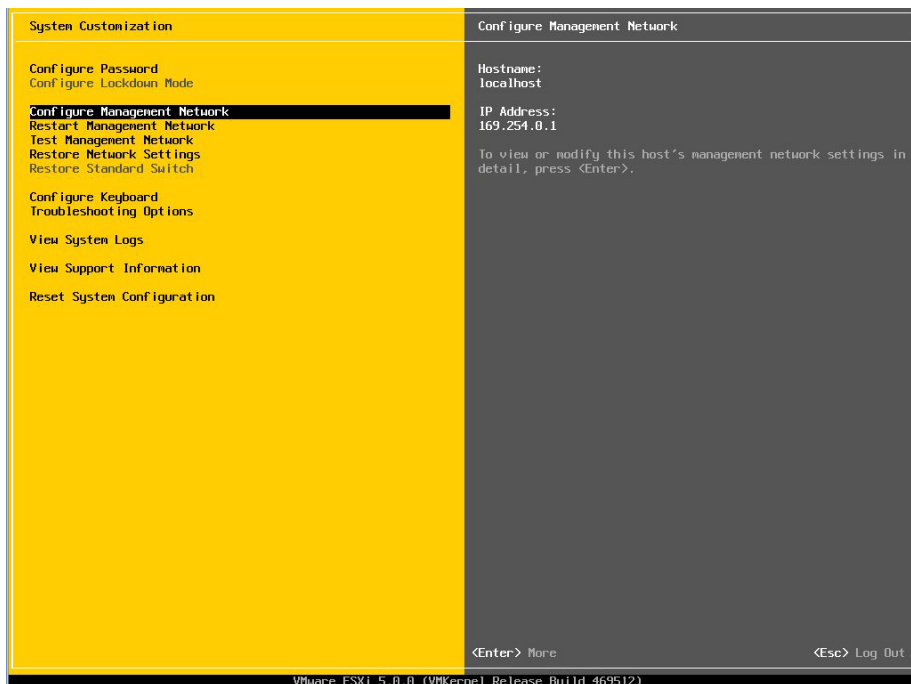 System Customization
Configure Password
Configure Lockdown Mode
Configure Management Network
Restart Management Network
Test Management Network
Restore Network Settings
Restore Standard Switch
Configure Keyboard
Troubleshooting Options
View System Logs
View Support Information
Reset System Configuration
Configure Management Network
Hostname:
localhost
IP Address:
169.254.0.1
To view or modify this host's management network settings in
detail, press <Enter>.
<Enter> More
<Esc> Log Out
VMware ESXi 5.0.0 (VMKernel Release Build 469512)